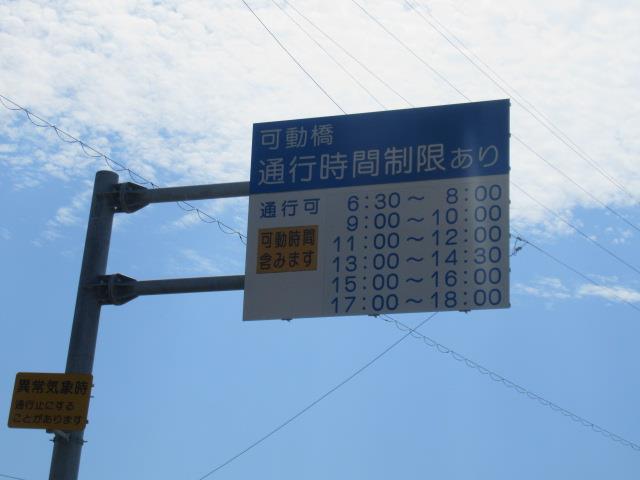 可動橋
通行時間制限あり
通行可
可動時間
含みます
6:30～8:00
9:00～10:00
11:00～12:00
13:00～14:30
15:00～16:00
17:00～18:00
異常気象時
通行止にする
ことがあります